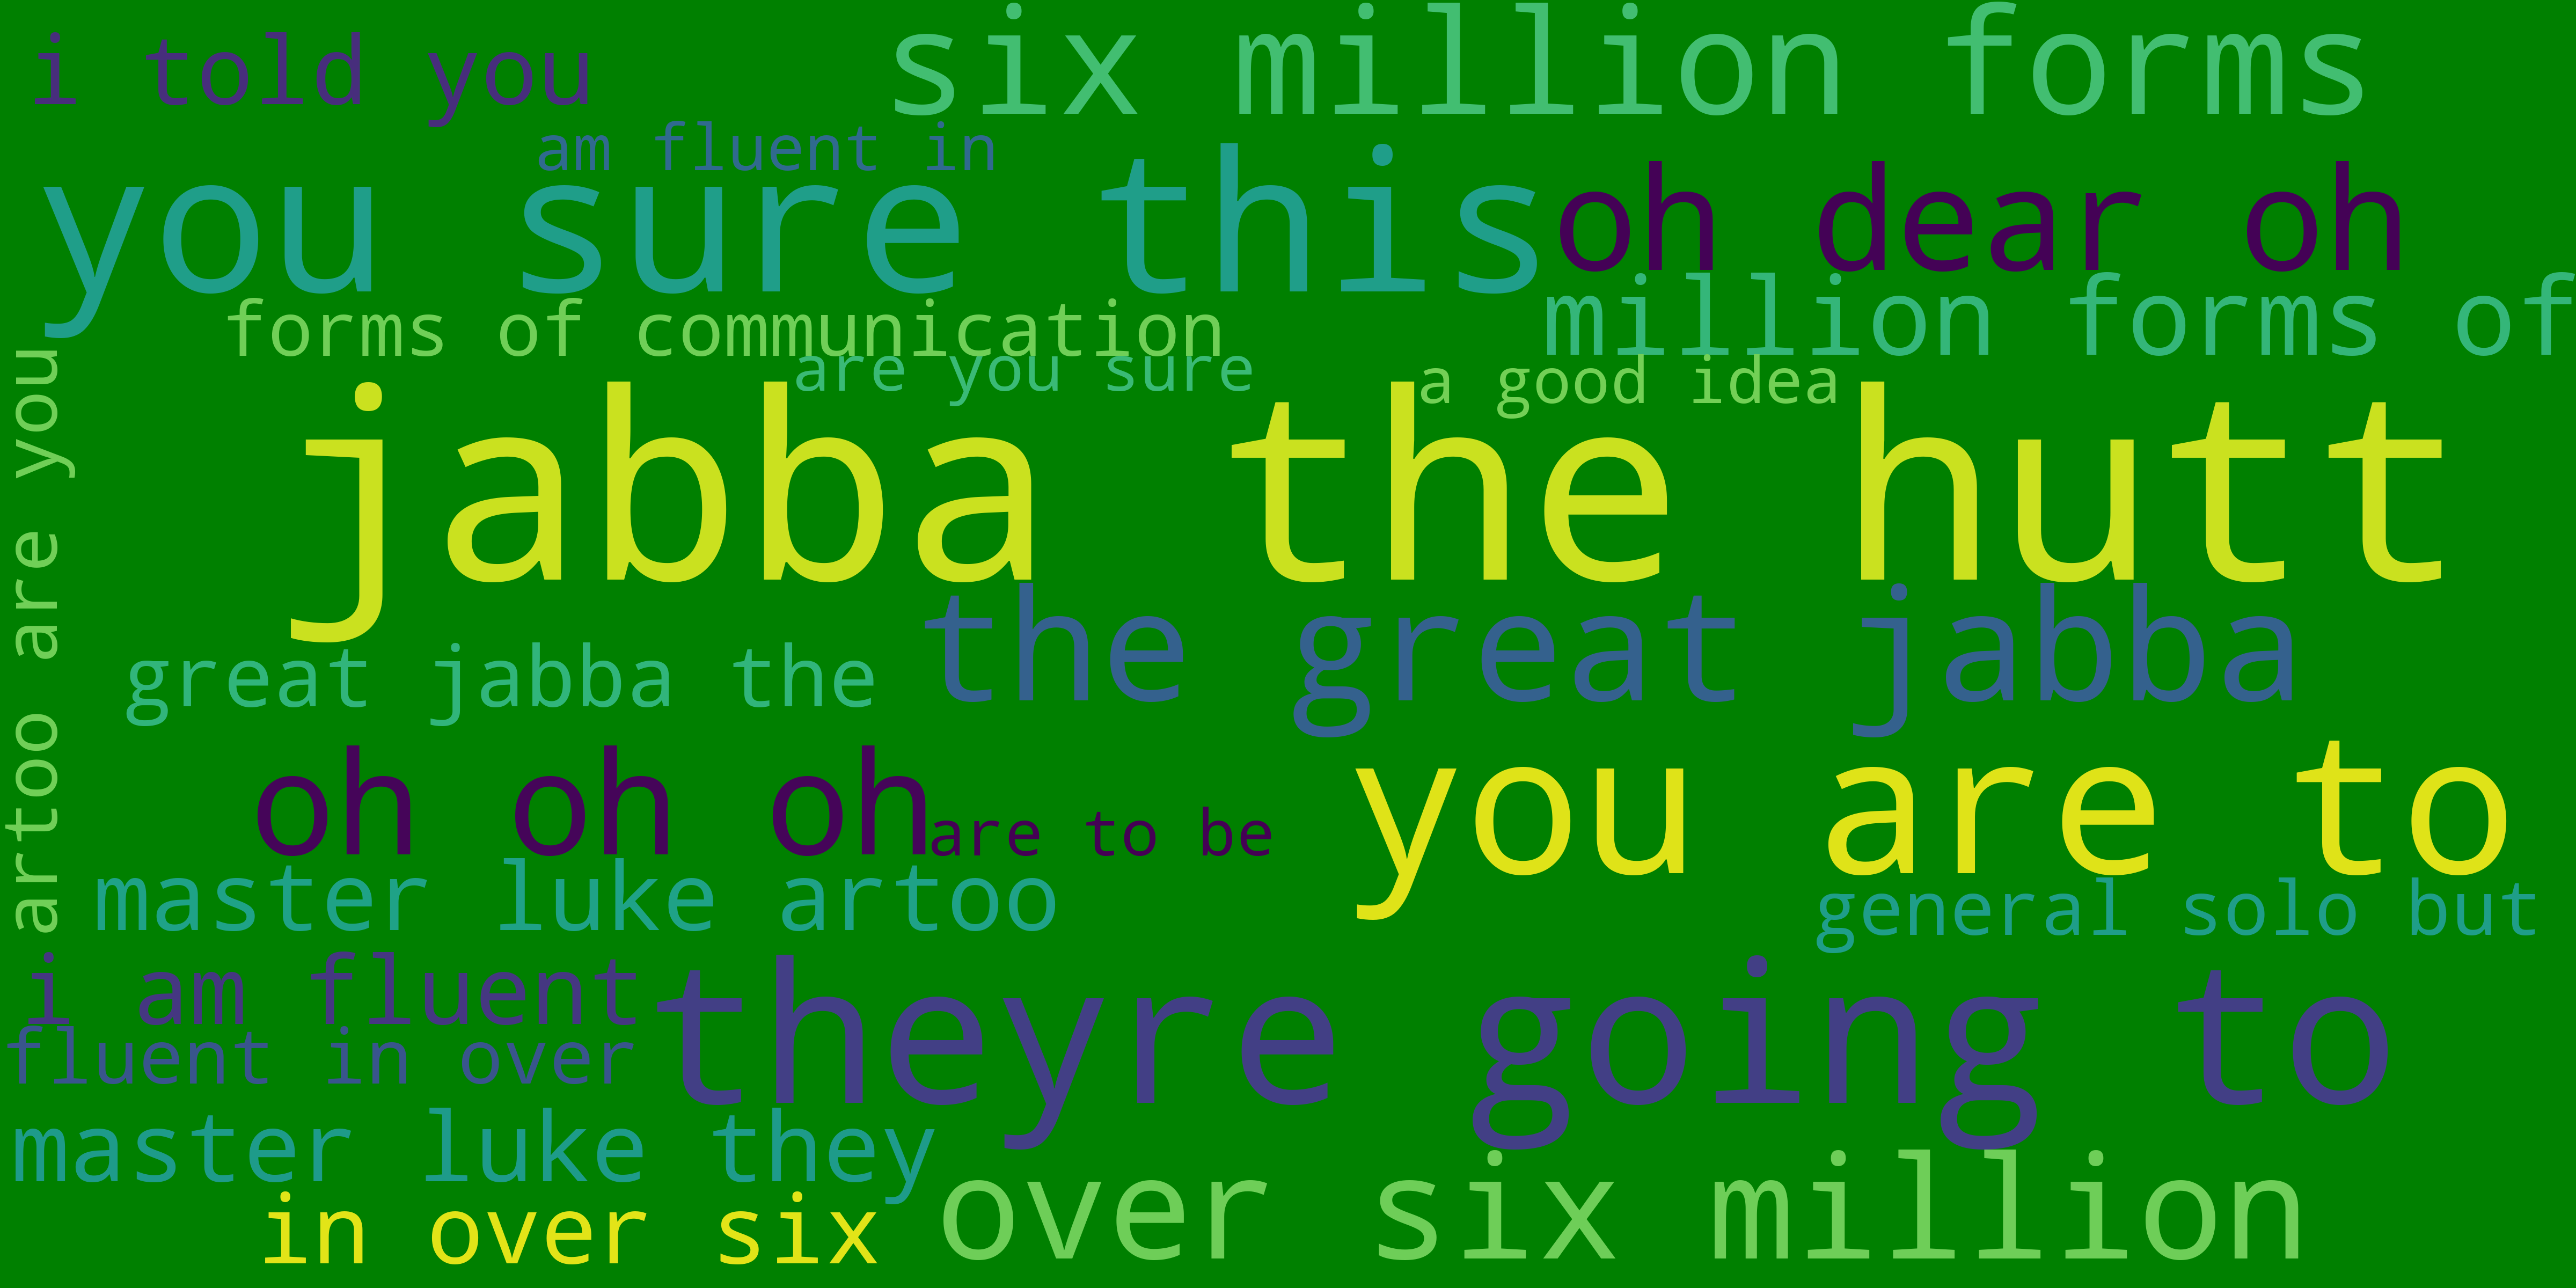 i told you
six million forms
am fluent in
you sure this
oh dear oh
forms of communication
million forms of
are you sure
a good idea
artoo are you
jabba the hutt
the great jabba
great jabba the
oh oh oh
are to be
you are to
master luke artoo
general solo but
i am fluent
theyre going to
fluent in over
master luke they
over six million
in over six